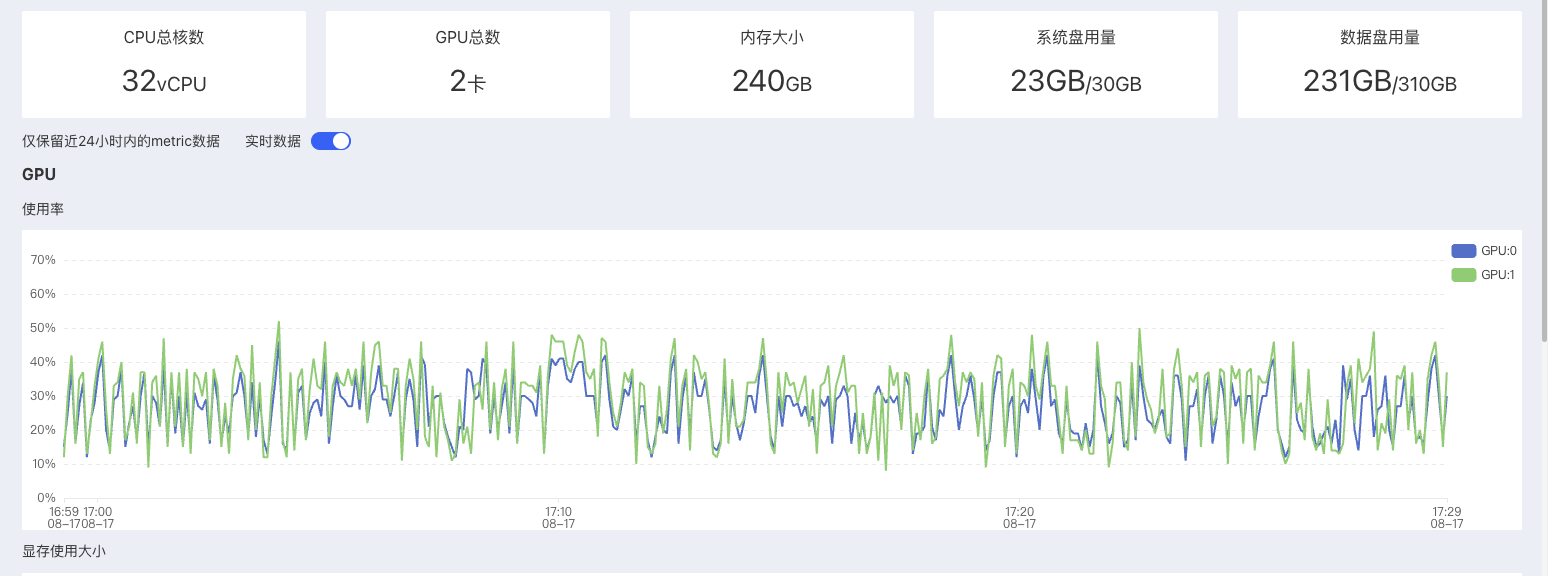 CPU总核数
32vCPU
GPU总数
2卡
内存大小
240GB
系统盘用量
23GB/30GB
数据盘用量
231GB/310GB
仅保留近24小时内的metric数据 实时数据
GPU
使用率
GPU:0
GPU:1
70%
60%
50%
40%
30%
20%
10%
0%
16:59 17:00 17:10 17:20 17:29
08-17 08-17 08-17 08-17 08-17
显存使用大小